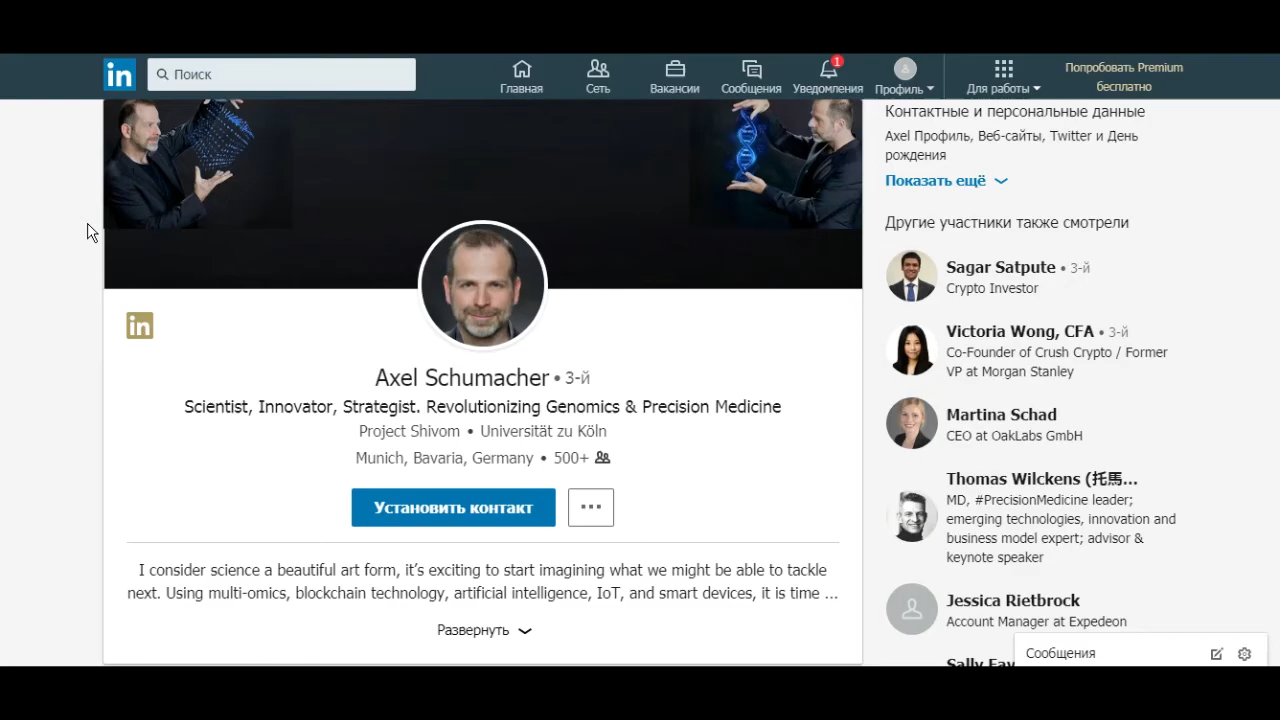 in
Поиск
Главная
Сеть
Вакансии
Сообщения
1
Уведомления
Профиль
Для работы
Попробовать Premium
бесплатно
in
Axel Schumacher • 3-й
Scientist, Innovator, Strategist. Revolutionizing Genomics & Precision Medicine
Project Shivom • Universität zu Köln
Munich, Bavaria, Germany • 500+
Установить контакт
...
I consider science a beautiful art form, it’s exciting to start imagining what we might be able to tackle
next. Using multi-omics, blockchain technology, artificial intelligence, IoT, and smart devices, it is time ...
Развернуть
Контактные и персональные данные
Axel Профиль, Веб-сайты, Twitter и День
рождения
Показать ещё
Другие участники также смотрели
Sagar Satpute • 3-й
Crypto Investor
Victoria Wong, CFA • 3-й
Co-Founder of Crush Crypto / Former
VP at Morgan Stanley
Martina Schad
CEO at OakLabs GmbH
Thomas Wilckens (托馬...
MD, #PrecisionMedicine leader;
emerging technologies, innovation and
business model expert; advisor &
keynote speaker
Jessica Rietbrock
Account Manager at Expedeon
Sally
Сообщения